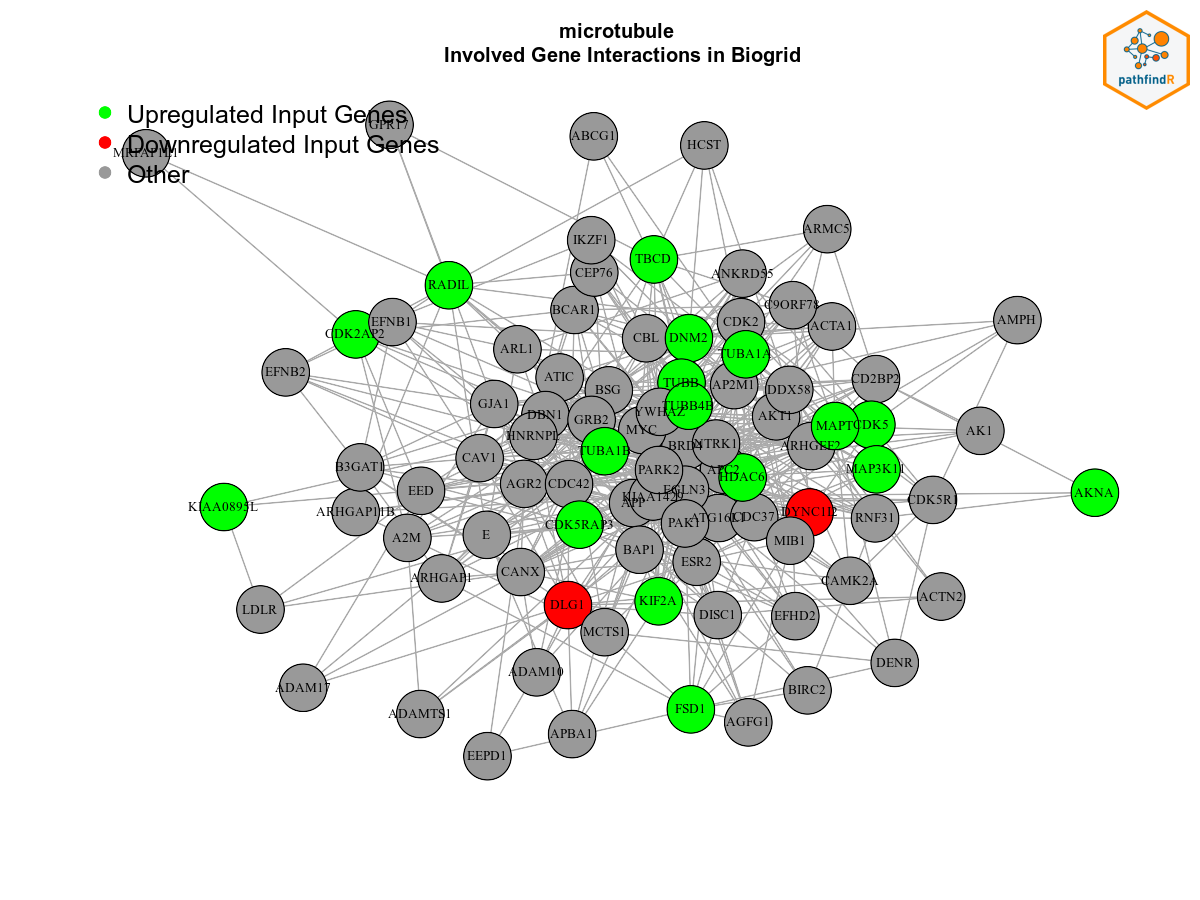 microtubule
Involved Gene Interactions in Biogrid
pathfindR
Upregulated Input Genes
Downregulated Input Genes
Other
GPR17
ABCG1
HCST
ARMC5
IKZF1
TBCD
CEP76
ANKRD55
RADIL
C9ORF78
BCAR1
CDK2
ACTA1
AMPH
CDK2AP2
EFNB1
CBL
DNM2
ARL1
TUBA1A
EFNB2
ATIC
BSG
TUBB
AP2M1
DDX58
CD2BP2
GJA1
DBN1
GRB2
YWHAZ
TUBB4B
AKT1
HNRNPL
MYC
MAPT
CDK5
AK1
BRD4
NTRK1
ARHGEF2
TUBA1B
CAV1
B3GAT1
PARK2
APC2
HDAC6
MAP3K11
AGR2
CDC42
EED
EGLN3
KIAA1429
AKNA
KIAA0895L
CDK5R1
ARHGAP11B
APP
ATG16L1
CDC37
DYNC1I2
RNF31
CDK5RAP3
PAK1
A2M
E
MIB1
BAP1
ESR2
ARHGAP1
CANX
CAMK2A
LDLR
DLG1
KIF2A
ACTN2
DISC1
EFHD2
MCTS1
DENR
ADAM10
ADAM17
BIRC2
ADAMTS1
FSD1
AGFG1
APBA1
EEPD1